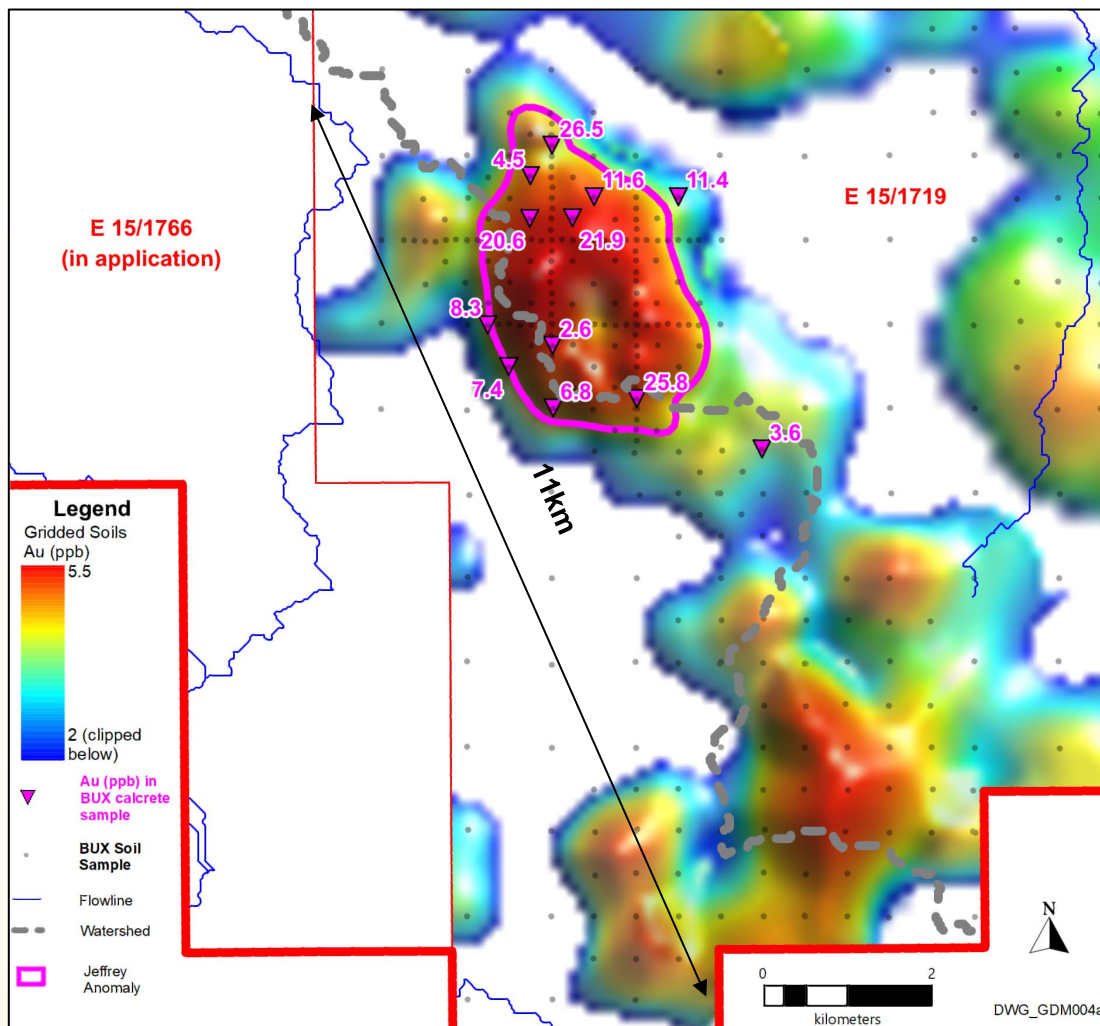 26.5
4.5
11.6
11.4
E 15/1766
(in application)
E 15/1719
20.6
21.9
8.3
2.6
7.4
6.8
25.8
3.6
11km
Legend
Gridded Soils
Au (ppb)
5.5
2 (clipped
below)
Au (ppb) in
BUX calcrete
sample
BUX Soil
Sample
Flowline
Watershed
Jeffrey
Anomaly
N
0
2
kilometers
DWG_GDM004a